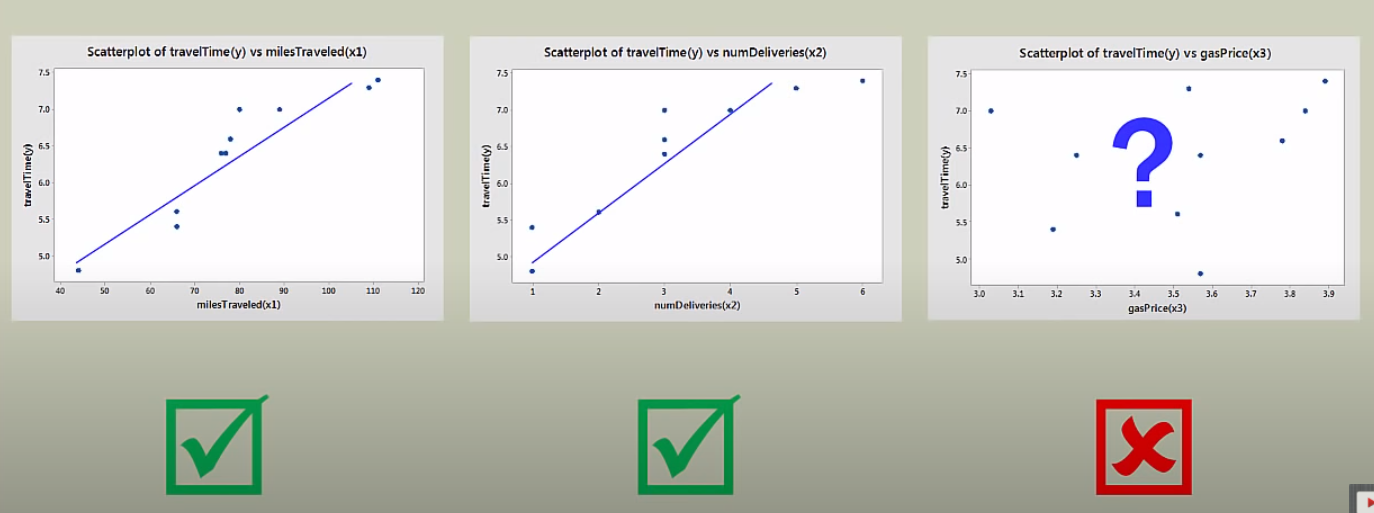 Scatterplot of travelTime(y) vs milesTraveled(x1)
7.5
7.0
6.5
6.0
5.5
5.0
travelTime(y)
40 50 60 70 80 90 100 110 120
milesTraveled(x1)
Scatterplot of travelTime(y) vs numDeliveries(x2)
7.5
7.0
6.5
6.0
5.5
5.0
travelTime(y)
1 2 3 4 5 6
numDeliveries(x2)
Scatterplot of travelTime(y) vs gasPrice(x3)
7.5
7.0
6.5
6.0
5.5
5.0
travelTime(y)
?
3.0 3.1 3.2 3.3 3.4 3.5 3.6 3.7 3.8 3.9
gasPrice(x3)